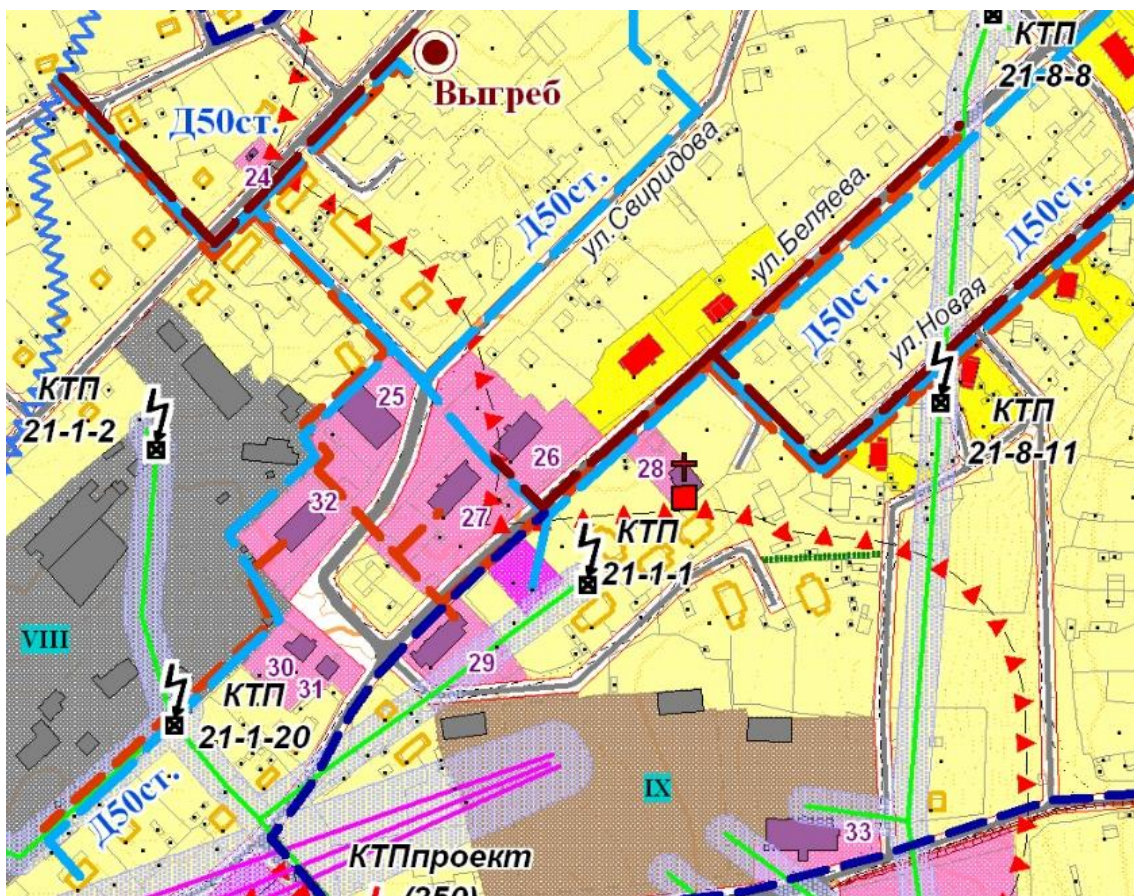 КТП
21-8-8
Выгреб
Д50ст.
24
ул.Свиридова
Д50ст.
ул.Беляева.
Д50ст.
Д50ст.
ул.Новая
КТП
21-1-2
25
26
28
КТП
21-8-11
32
27
КТП
21-1-1
VIII
30
31
29
КТП
21-1-20
IX
Д50ст.
33
КТПпроект
(250)